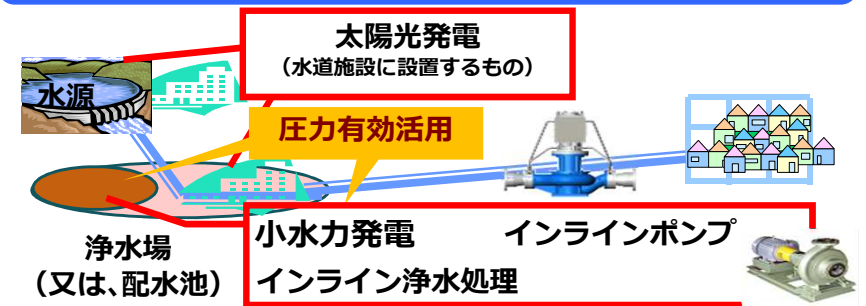 太陽光発電
（水道施設に設置するもの）
水源
圧力有効活用
小水力発電
インラインポンプ
インライン浄水処理
浄水場
（又は、配水池）